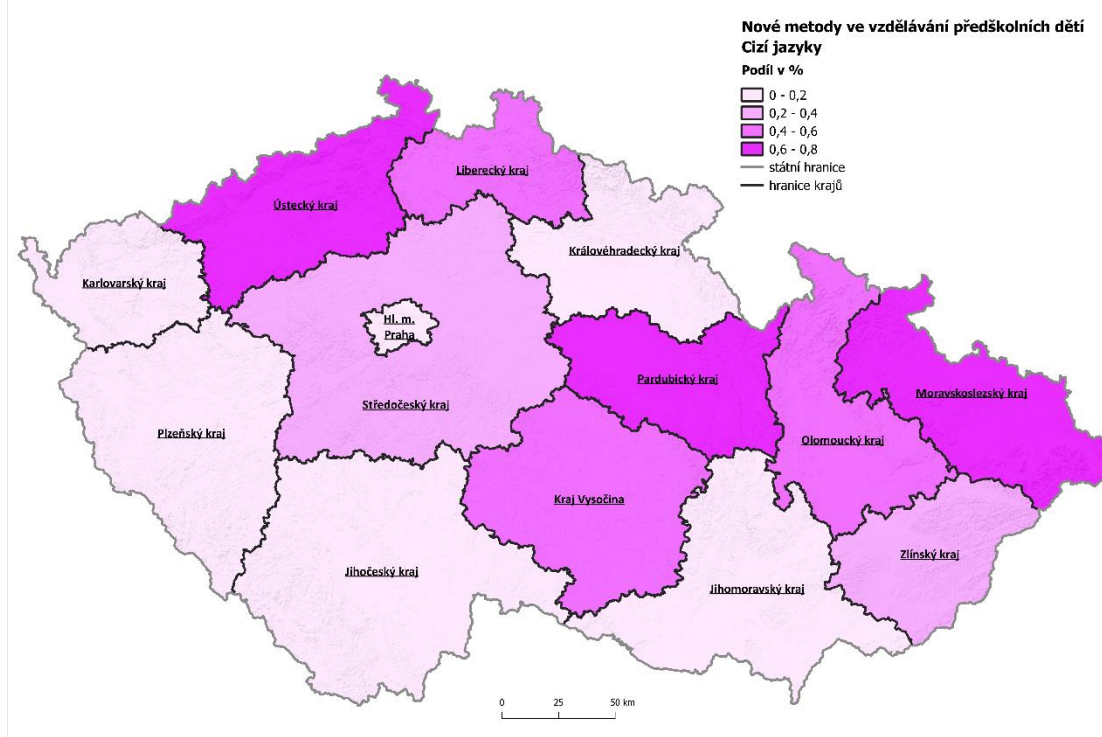 Nové metody ve vzdělávání předškolních dětí
Cizí jazyky
Podíl v %
0 - 0,2
0,2 - 0,4
0,4 - 0,6
0,6 - 0,8
státní hranice
hranice krajů
Liberecký kraj
Ústecký kraj
Královéhradecký kraj
Karlovarský kraj
Hl. m.
Praha
Pardubický kraj
Moravskoslezský kraj
Středočeský kraj
Plzeňský kraj
Olomoucký kraj
Kraj Vysočina
Zlínský kraj
Jihočeský kraj
Jihomoravský kraj
0 25 50 km